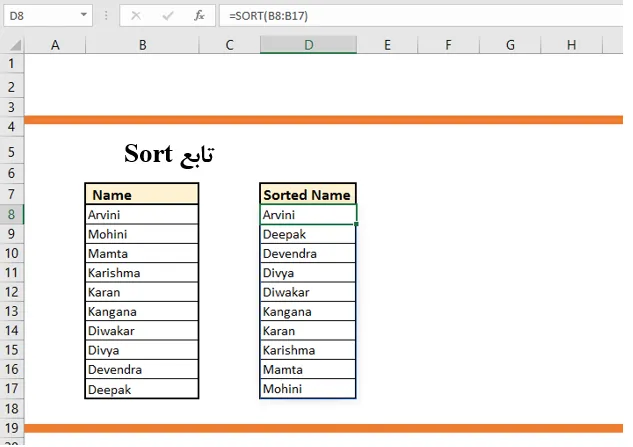 D8 fx =SORT(B8:B17)
A B C D E F G H
1
2
3
4
5 تابع Sort
6
7 Name Sorted Name
8 Arvini Arvini
9 Mohini Deepak
10 Mamta Devendra
11 Karishma Divya
12 Karan Diwakar
13 Kangana Kangana
14 Diwakar Karan
15 Divya Karishma
16 Devendra Mamta
17 Deepak Mohini
18
19